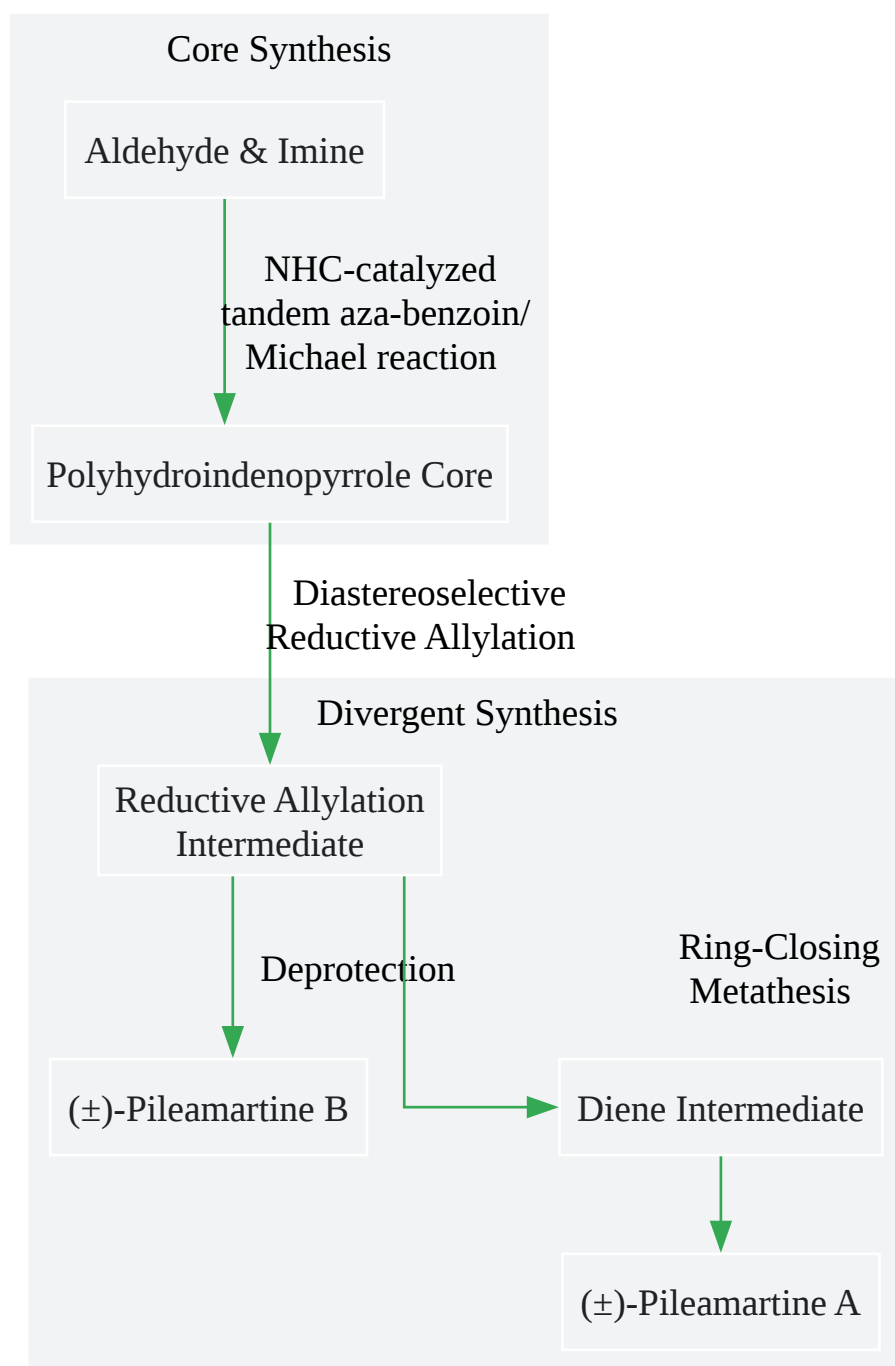 Core Synthesis
Aldehyde & Imine
NHC-catalyzed
tandem aza-benzoin/
Michael reaction
Polyhydroindenopyrrole Core
Diastereoselective
Reductive Allylation
Divergent Synthesis
Reductive Allylation
Intermediate
Deprotection
Ring-Closing
Metathesis
(±)-Pileamartine B
Diene Intermediate
(±)-Pileamartine A